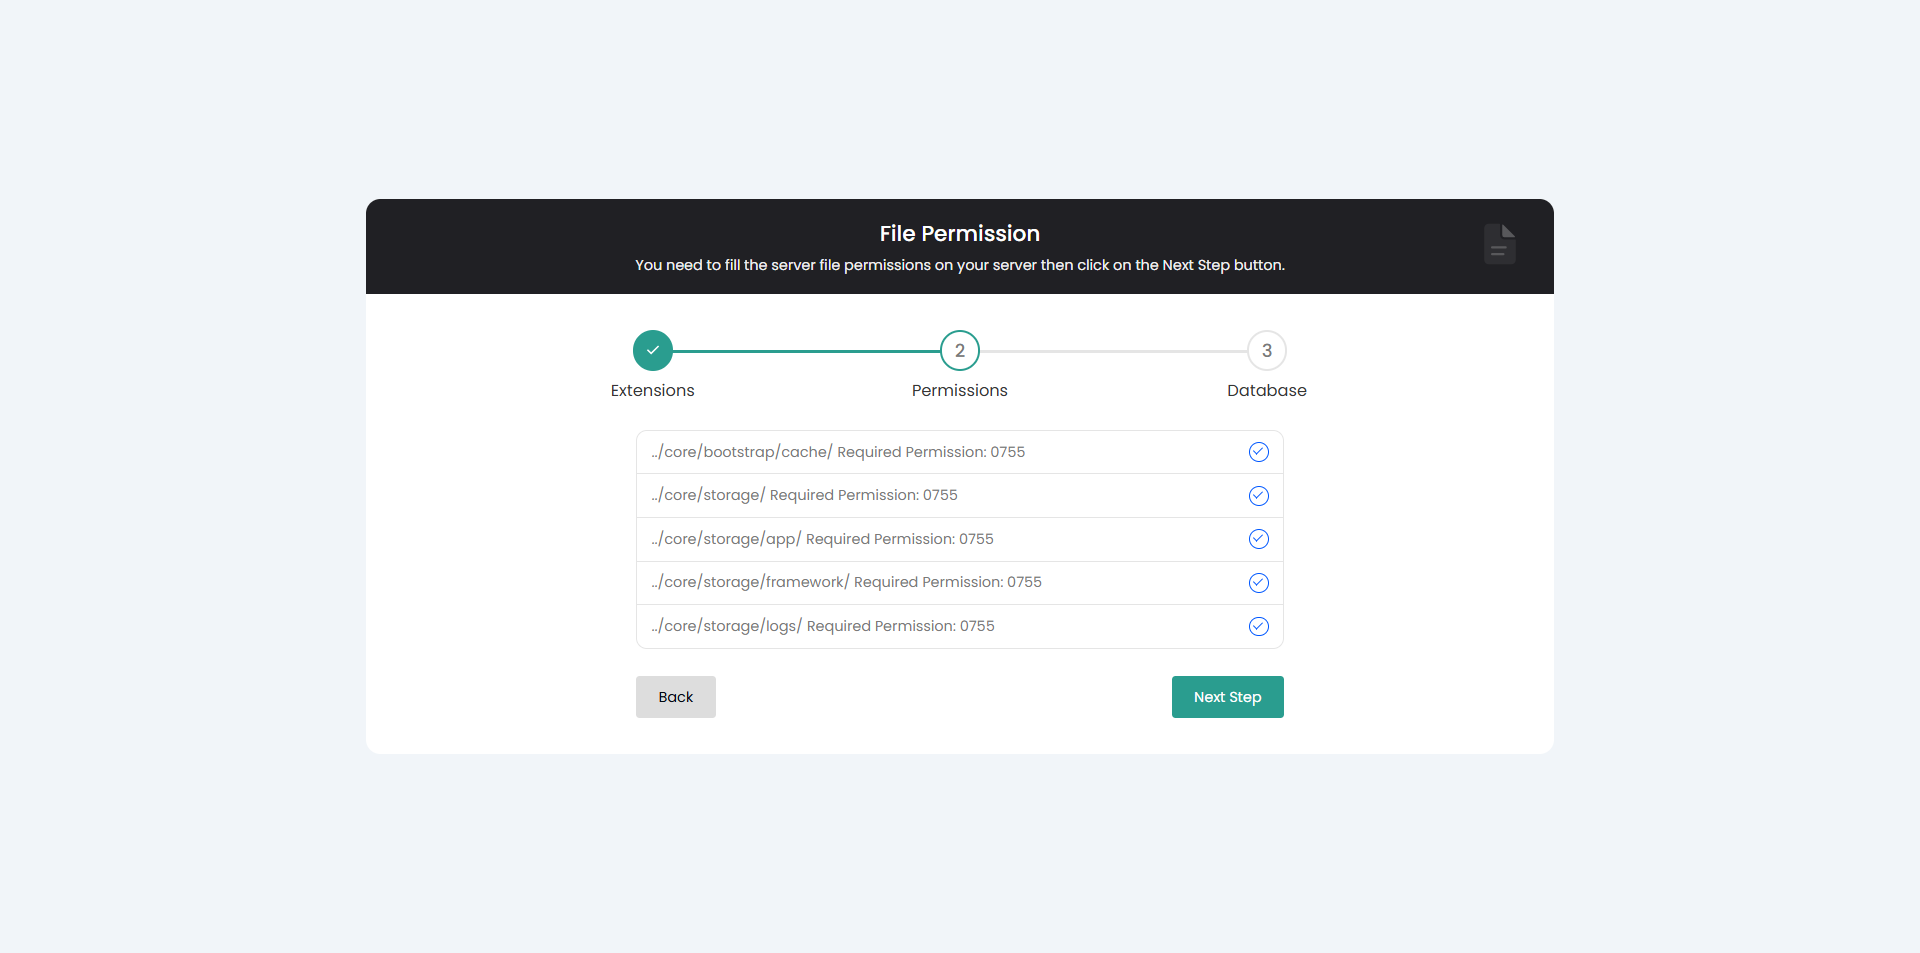 File Permission
You need to fill the server file permissions on your server then click on the Next Step button.
2
3
Extensions
Permissions
Database
../core/bootstrap/cache/ Required Permission: 0755
../core/storage/ Required Permission: 0755
../core/storage/app/ Required Permission: 0755
../core/storage/framework/ Required Permission: 0755
../core/storage/logs/ Required Permission: 0755
Back
Next Step